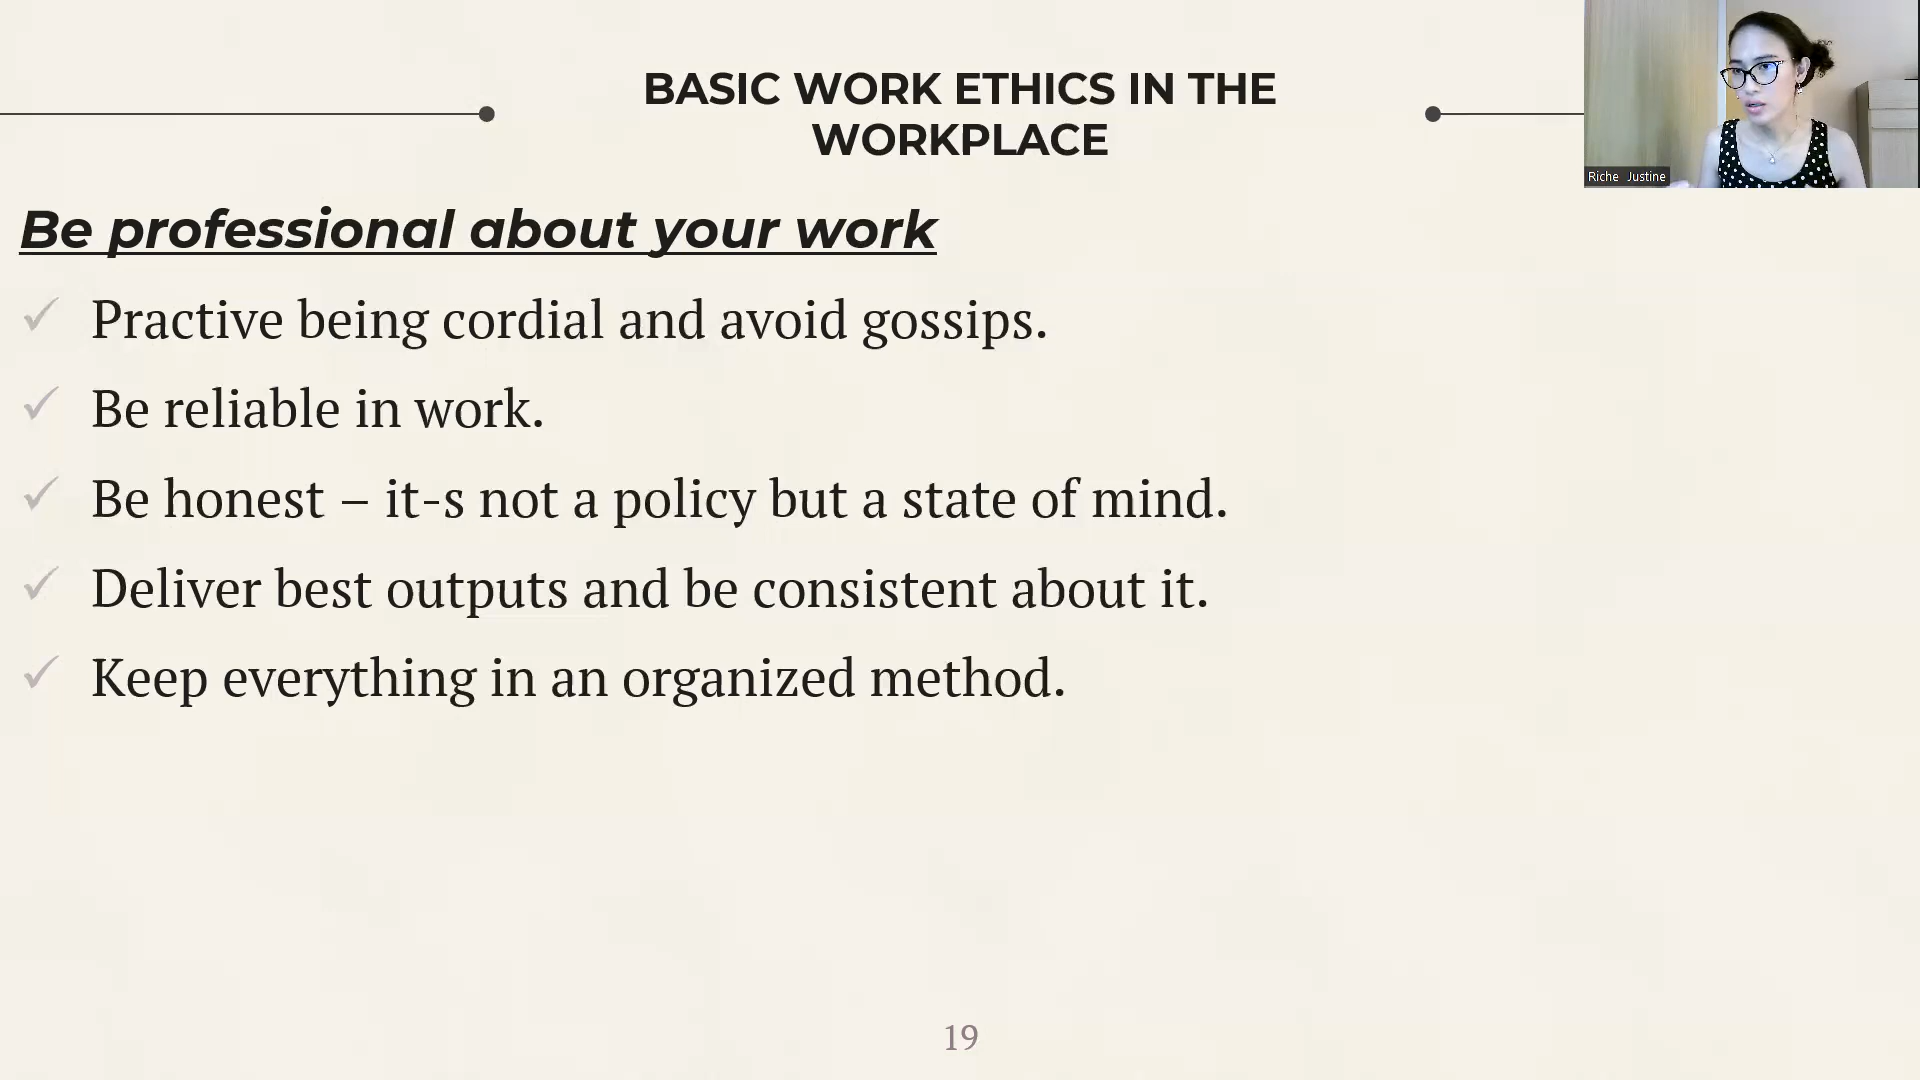 BASIC WORK ETHICS IN THE
WORKPLACE
Riche Justine
Be professional about your work
✓ Practive being cordial and avoid gossips.
✓ Be reliable in work.
✓ Be honest – it-s not a policy but a state of mind.
✓ Deliver best outputs and be consistent about it.
✓ Keep everything in an organized method.
19